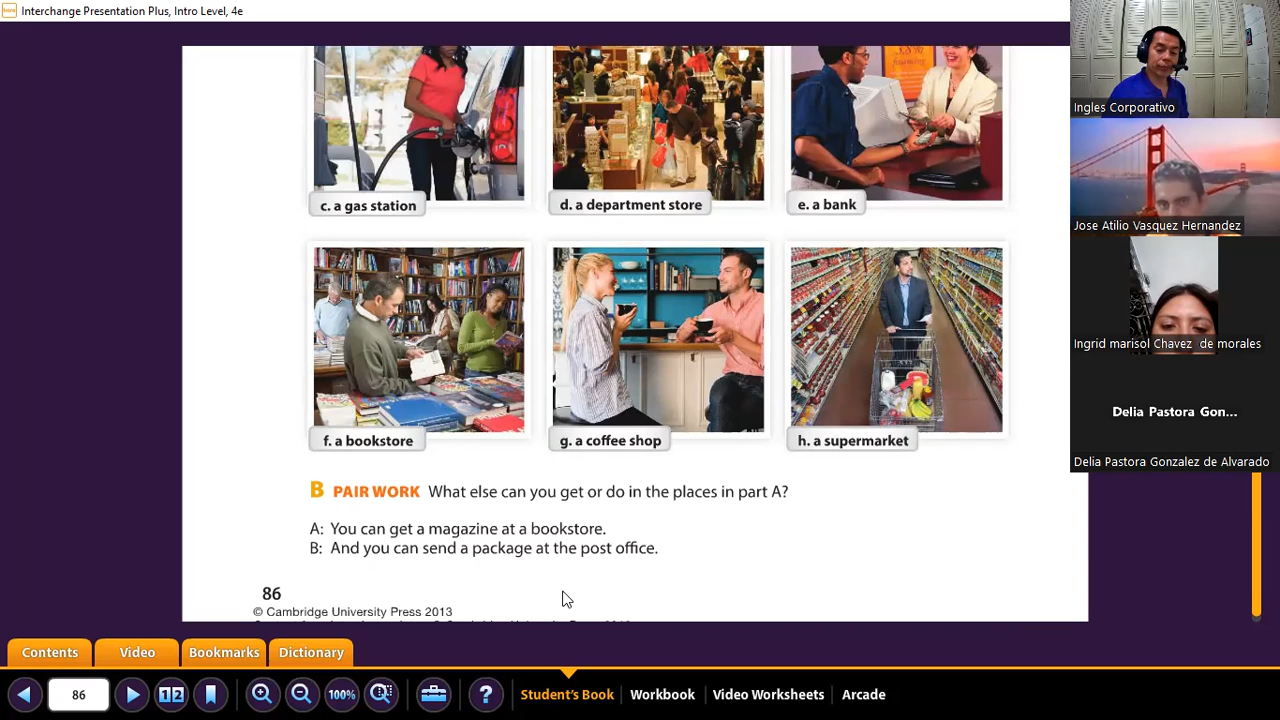 Interchange Presentation Plus, Intro Level, 4e
c. a gas station
d. a department store
e. a bank
f. a bookstore
g. a coffee shop
h. a supermarket
B PAIR WORK What else can you get or do in the places in part A?
A: You can get a magazine at a bookstore.
B: And you can send a package at the post office.
86
© Cambridge University Press 2013
Contents
Video
Bookmarks
Dictionary
86
1 2
100%
?
Student's Book
Workbook
Video Worksheets
Arcade
Ingles Corporativo
Jose Atilio Vasquez Hernandez
Ingrid marisol Chavez de morales
Delia Pastora Gon...
Delia Pastora Gonzalez de Alvarado